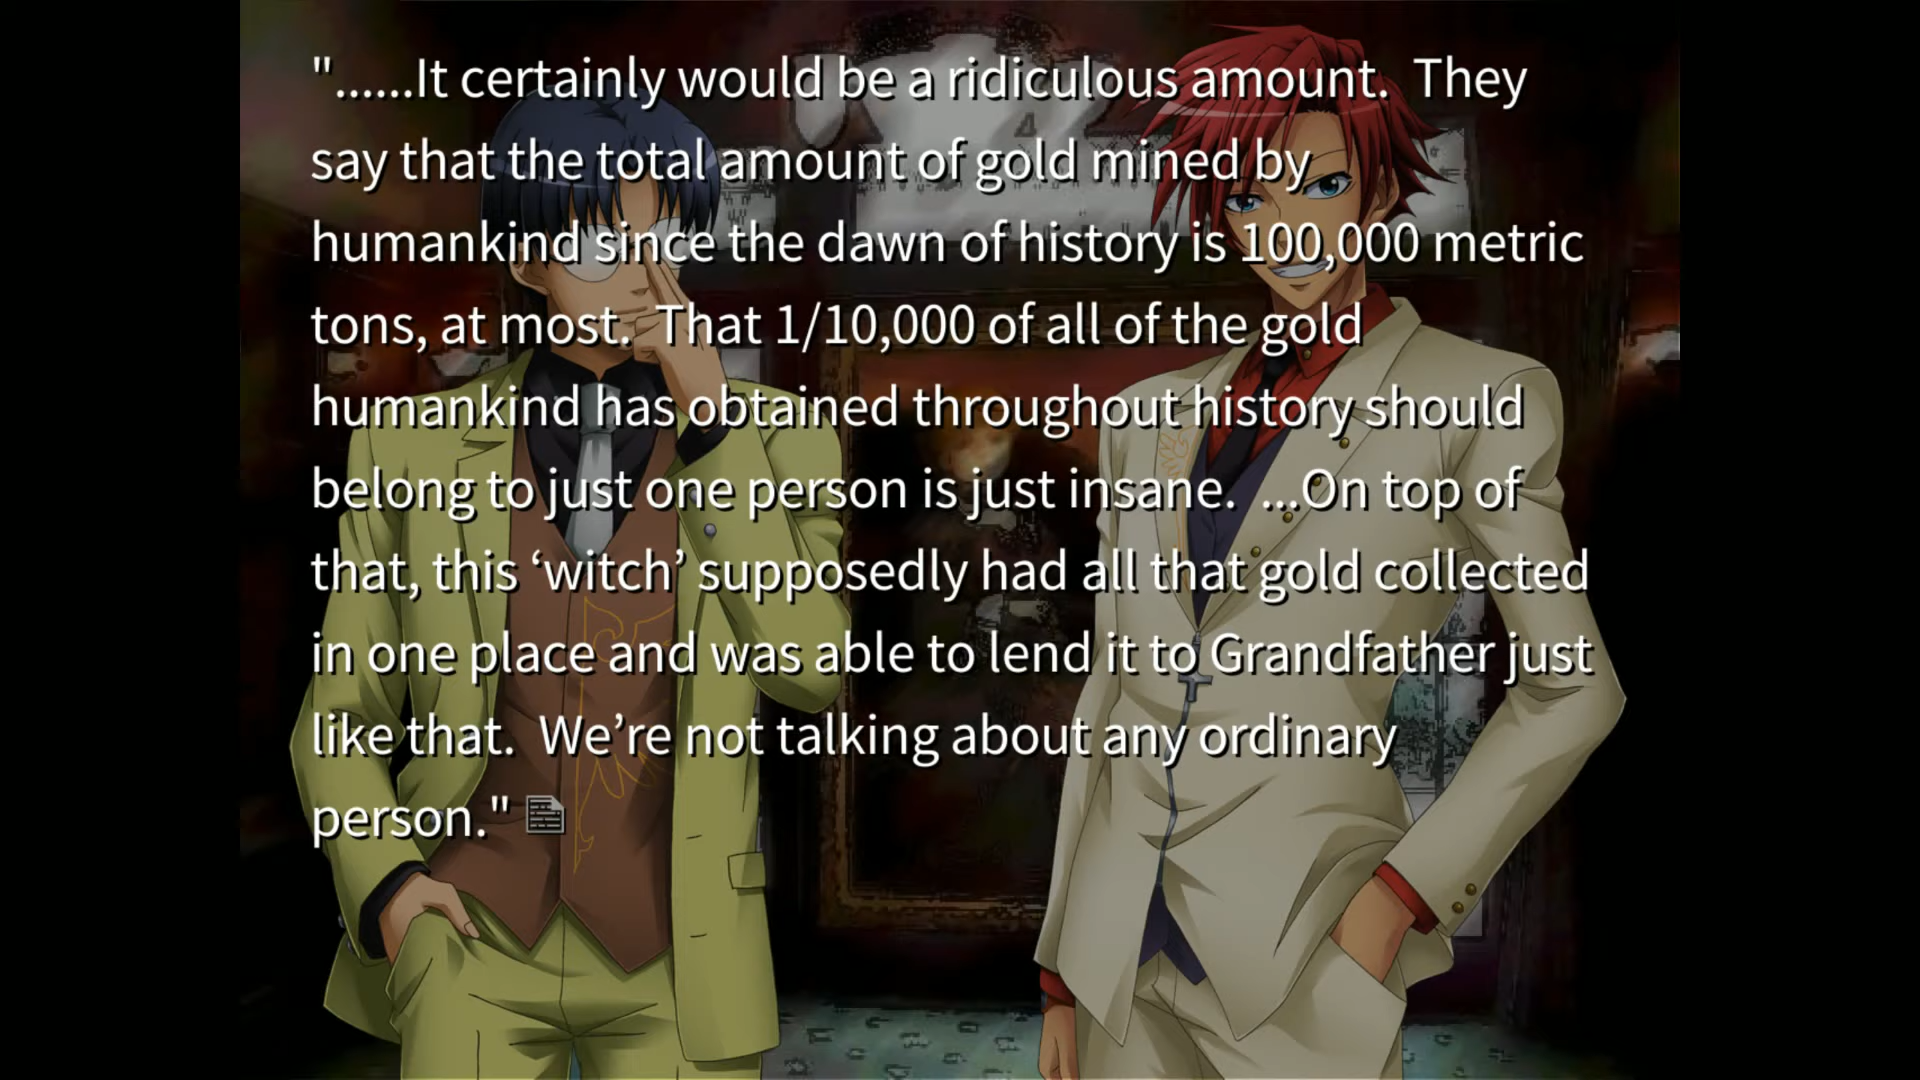 "......It certainly would be a ridiculous amount.  They
say that the total amount of gold mined by
humankind since the dawn of history is 100,000 metric
tons, at most.  That 1/10,000 of all of the gold
humankind has obtained throughout history should
belong to just one person is just insane.  ...On top of
that, this ‘witch’ supposedly had all that gold collected
in one place and was able to lend it to Grandfather just
like that.  We’re not talking about any ordinary
person."